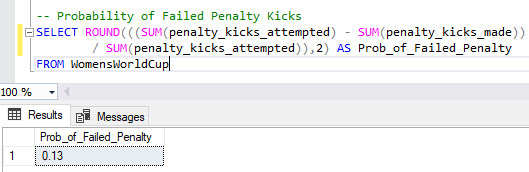 -- Probability of Failed Penalty Kicks
SELECT ROUND(((SUM(penalty_kicks_attempted) - SUM(penalty_kicks_made))
/ SUM(penalty_kicks_attempted)),2) AS Prob_of_Failed_Penalty
FROM WomensWorldCup
100 %
Results Messages
Prob_of_Failed_Penalty
1 0.13